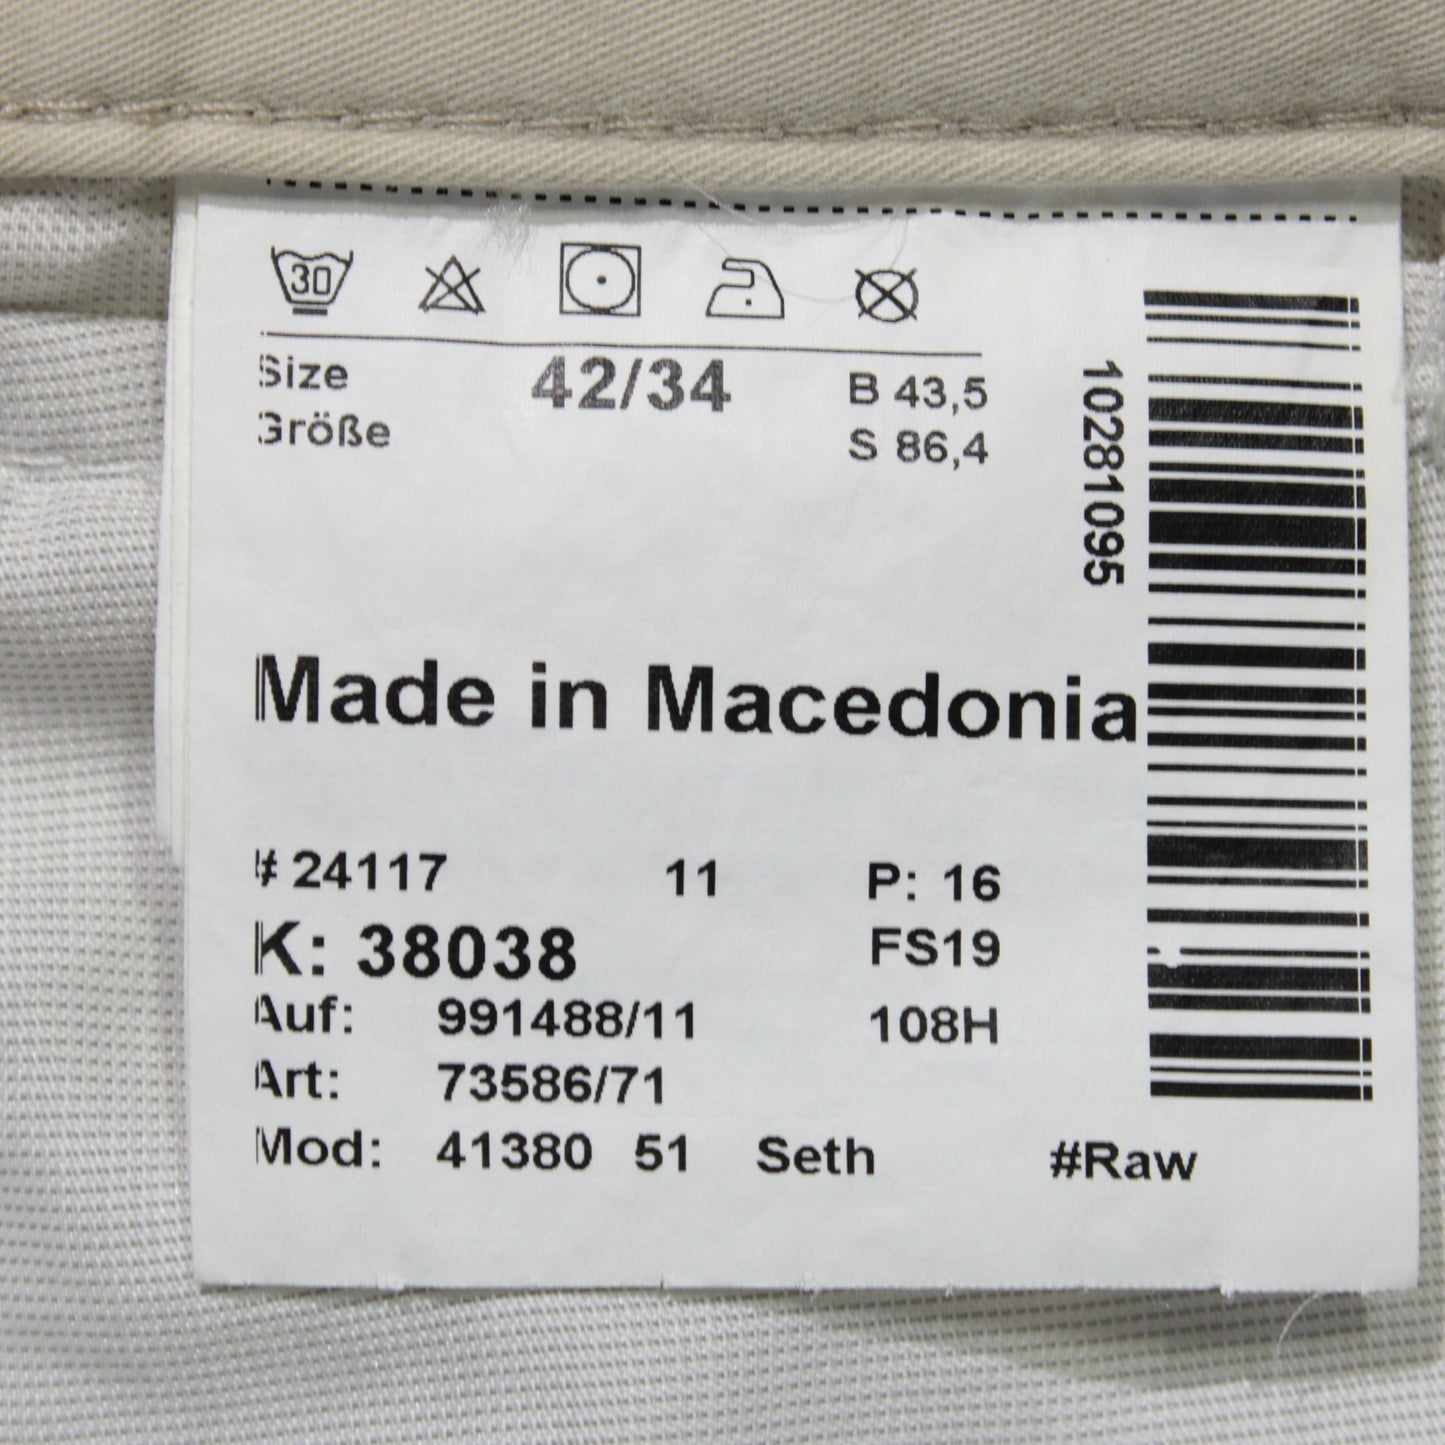 30
Size 42/34 B 43,5
Größe S 86,4
10281095
Made in Macedonia
# 24117 11 P: 16
K: 38038 FS19
Auf: 991488/11 108H
Art: 73586/71
Mod: 41380 51 Seth #Raw